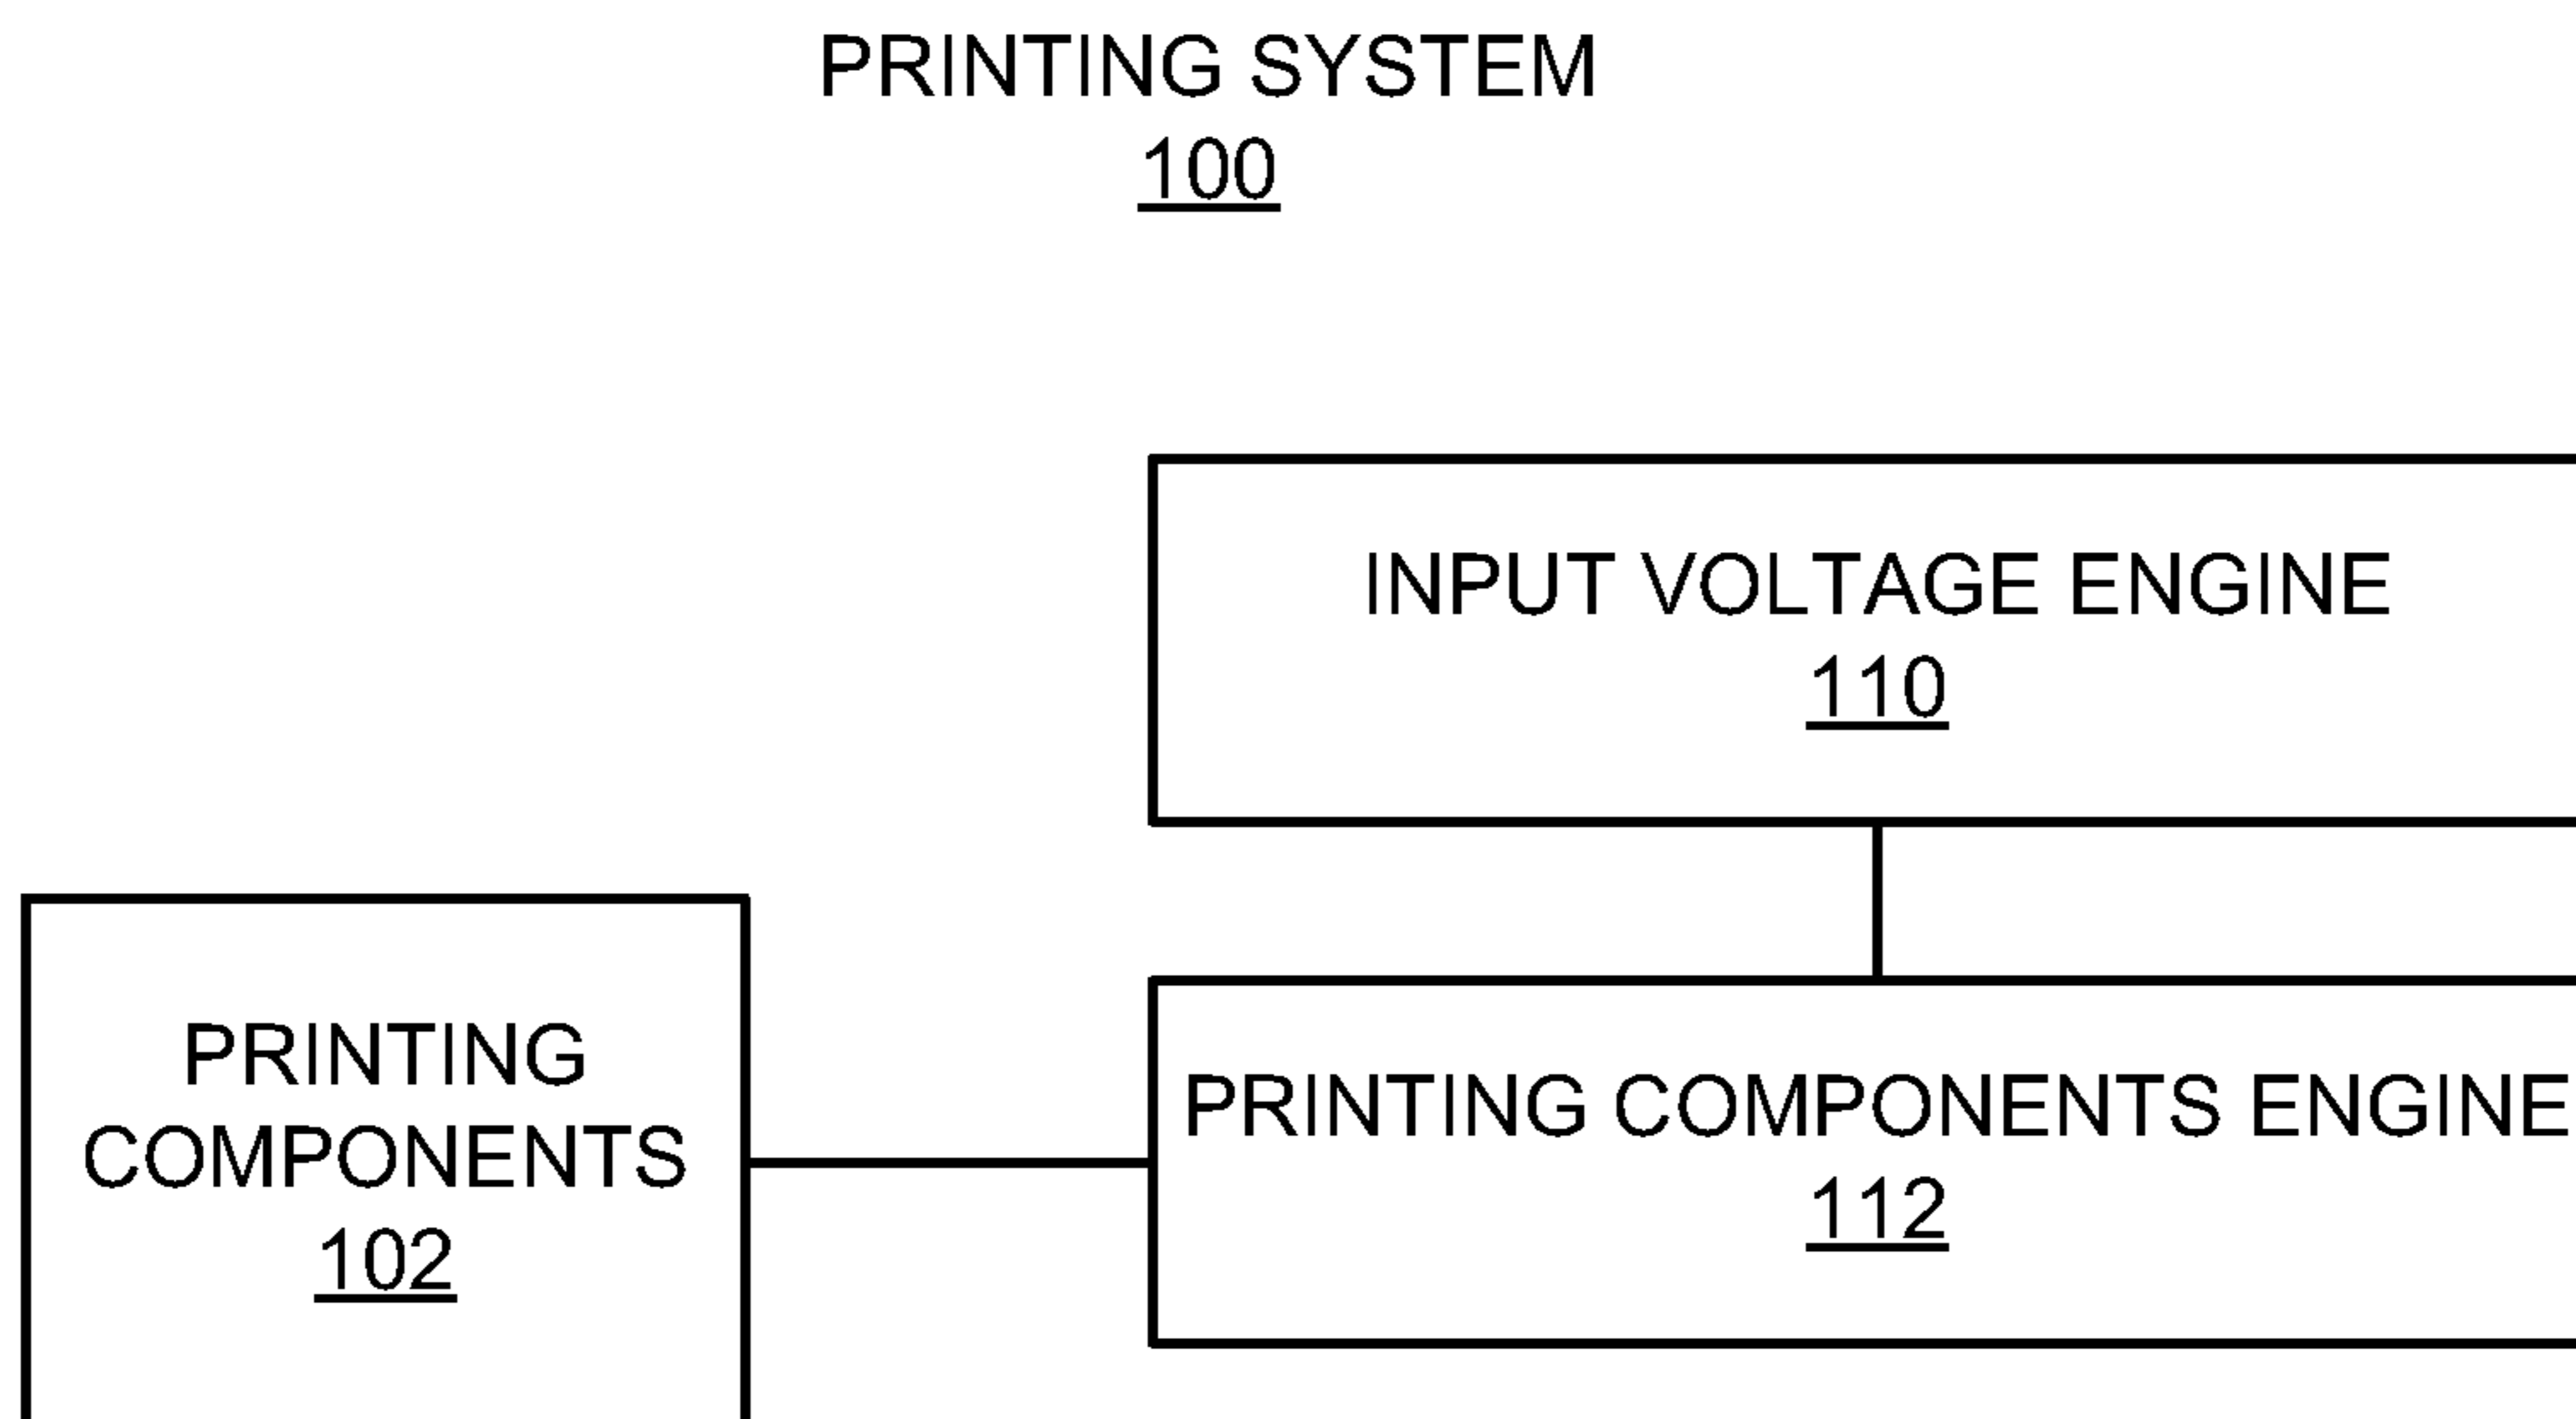 PRINTING SYSTEM
100
INPUT VOLTAGE ENGINE
110
PRINTING
COMPONENTS
102
PRINTING COMPONENTS ENGINE
112